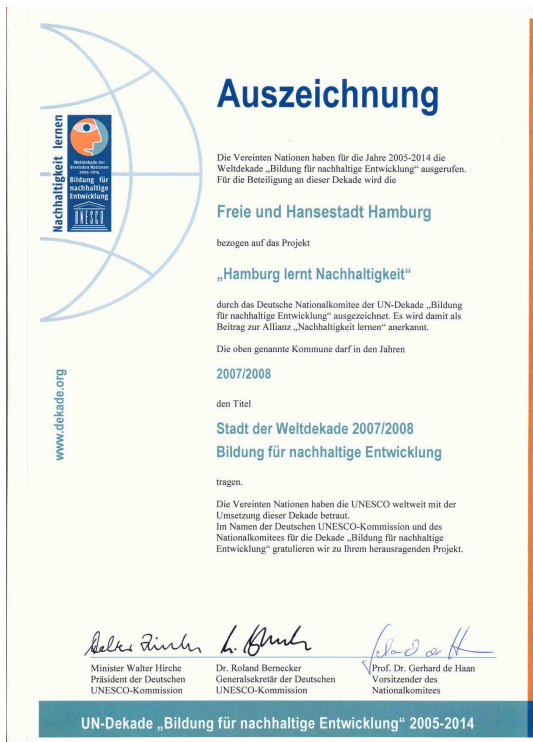 Auszeichnung
Die Vereinten Nationen haben für die Jahre 2005-2014 die
Weltdekade „Bildung für nachhaltige Entwicklung“ ausgerufen.
Für die Beteiligung an dieser Dekade wird die
Freie und Hansestadt Hamburg
bezogen auf das Projekt
„Hamburg lernt Nachhaltigkeit“
durch das Deutsche Nationalkomitee der UN-Dekade „Bildung
für nachhaltige Entwicklung“ ausgezeichnet. Es wird damit als
Beitrag zur Allianz „Nachhaltigkeit lernen“ anerkannt.
Die oben genannte Kommune darf in den Jahren
2007/2008
den Titel
Stadt der Weltdekade 2007/2008
Bildung für nachhaltige Entwicklung
tragen.
Die Vereinten Nationen haben die UNESCO weltweit mit der
Umsetzung dieser Dekade betraut.
Im Namen der Deutschen UNESCO-Kommission und des
Nationalkomitees für die Dekade „Bildung für nachhaltige
Entwicklung“ gratulieren wir zu Ihrem herausragenden Projekt.
Nachhaltigkeit lernen
Weltdekade der
Vereinten Nationen
2005-2014
Bildung für
nachhaltige
Entwicklung
UNESCO
www.dekade.org
Minister Walter Hirche
Präsident der Deutschen
UNESCO-Kommission
Dr. Roland Bernecker
Generalsekretär der Deutschen
UNESCO-Kommission
Prof. Dr. Gerhard de Haan
Vorsitzender des
Nationalkomitees
UN-Dekade „Bildung für nachhaltige Entwicklung“ 2005-2014